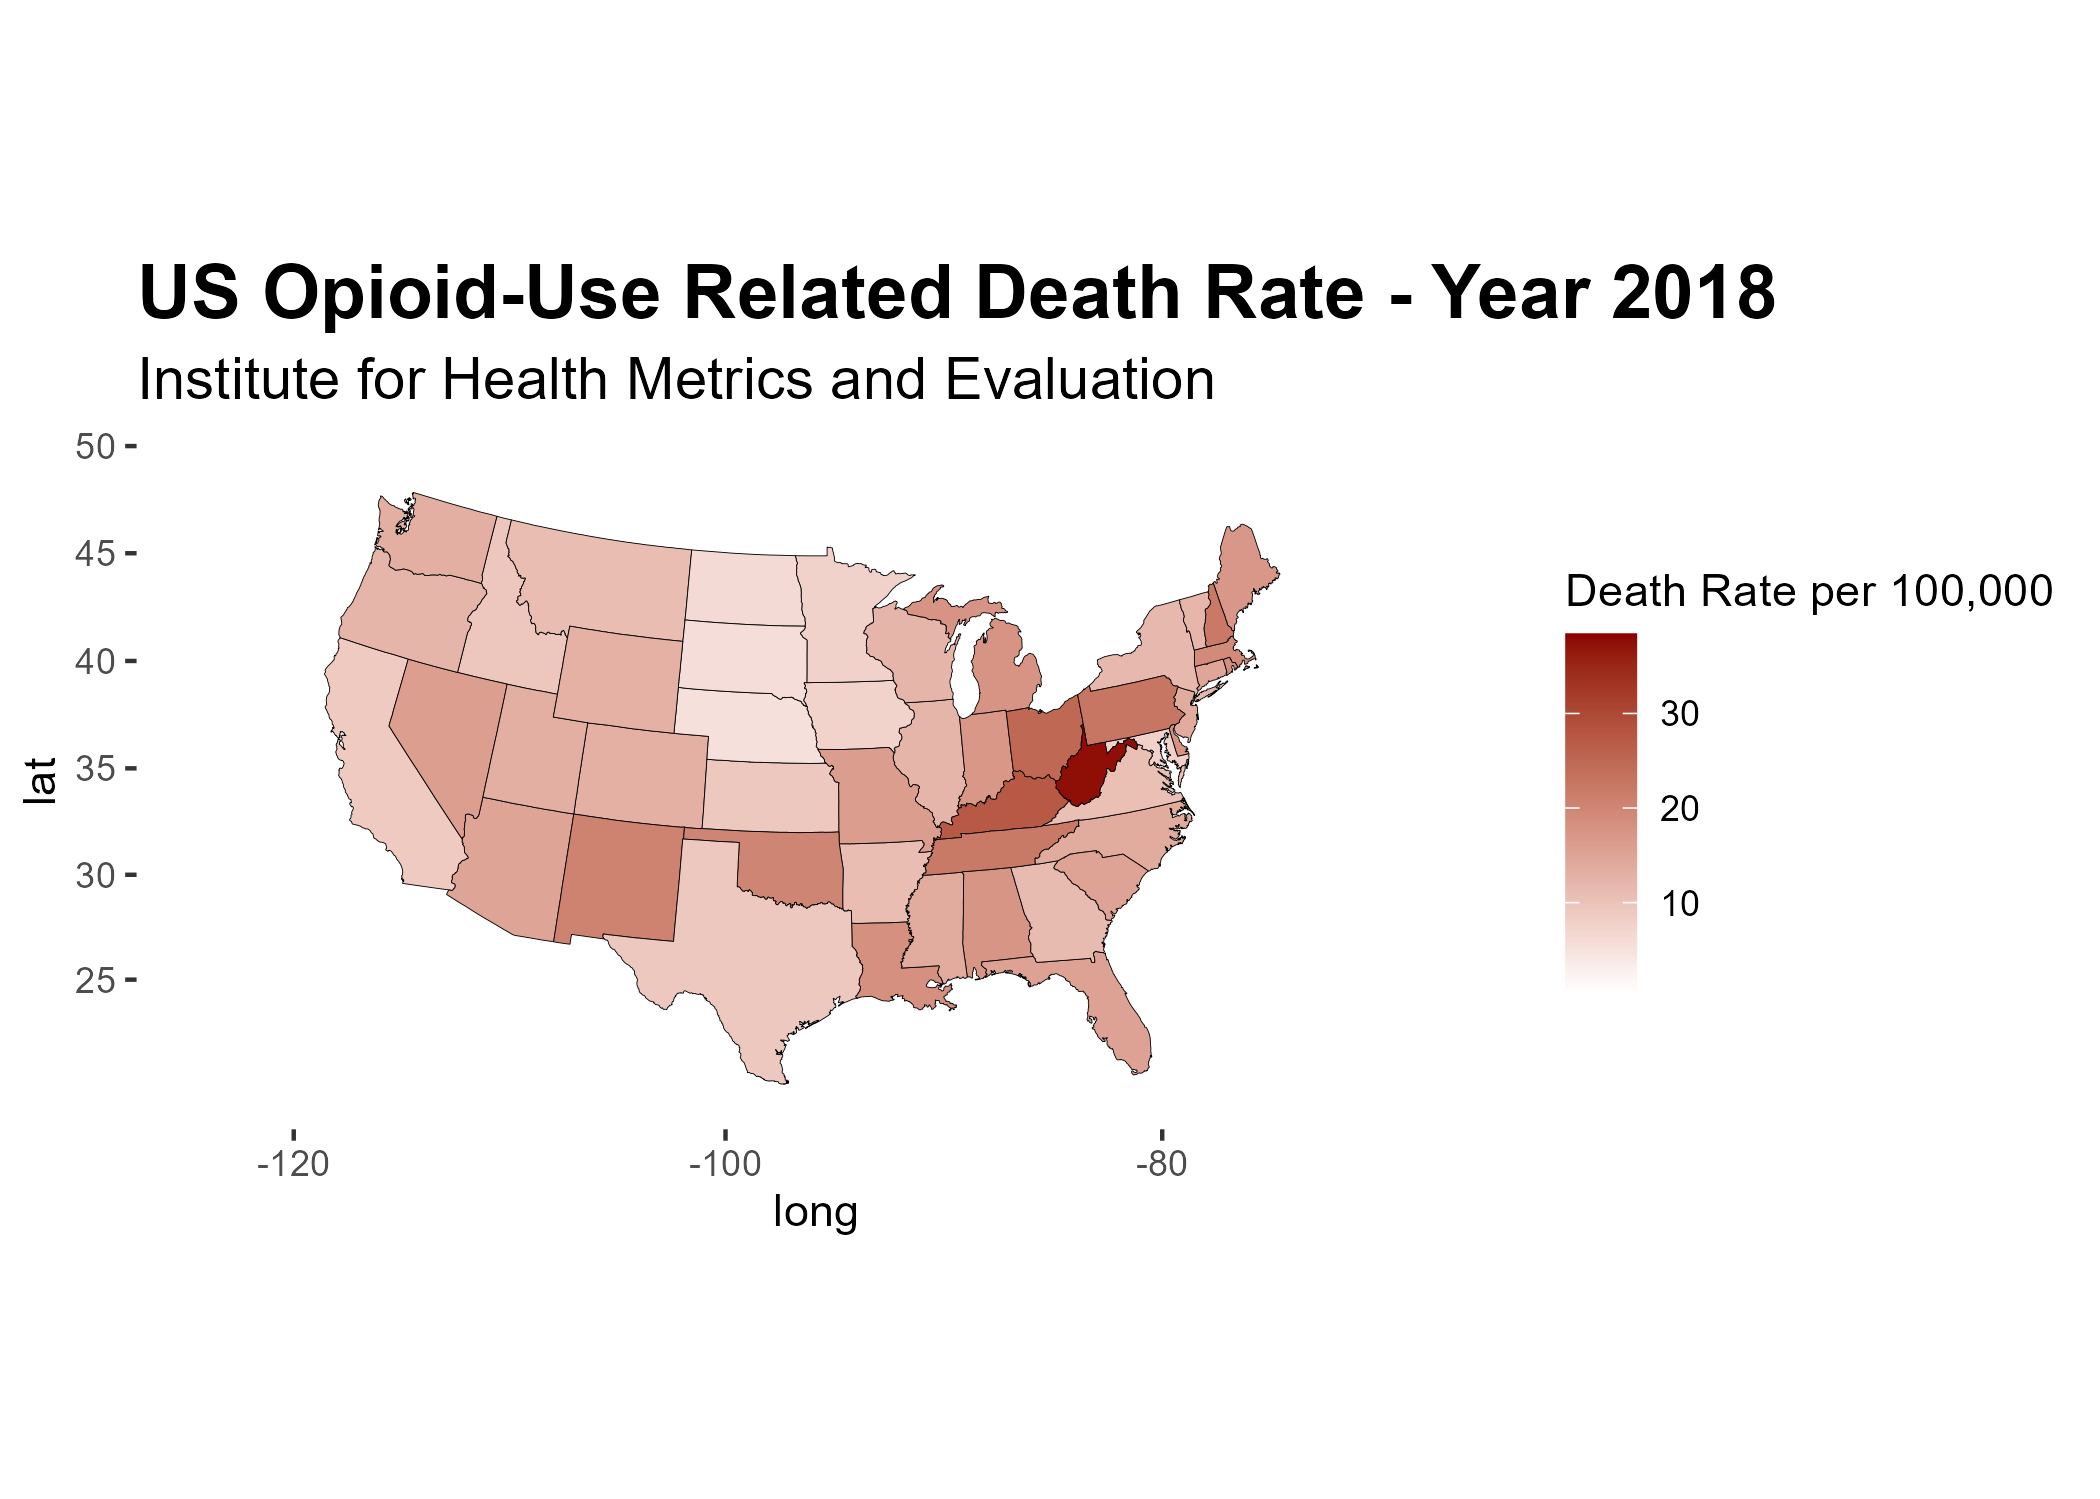 US Opioid-Use Related Death Rate - Year 2018
Institute for Health Metrics and Evaluation
50
45
40
35
30
25
lat
-120
-100
-80
long
Death Rate per 100,000
30
20
10